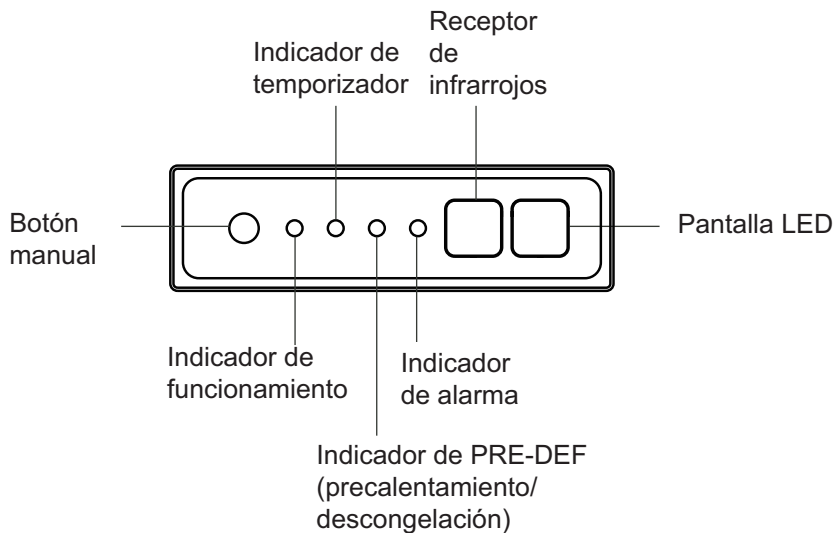 Indicador de
temporizador
Receptor
de
infrarrojos
Botón
manual
Pantalla LED
Indicador de
funcionamiento
Indicador
de alarma
Indicador de PRE-DEF
(precalentamiento/
descongelación)